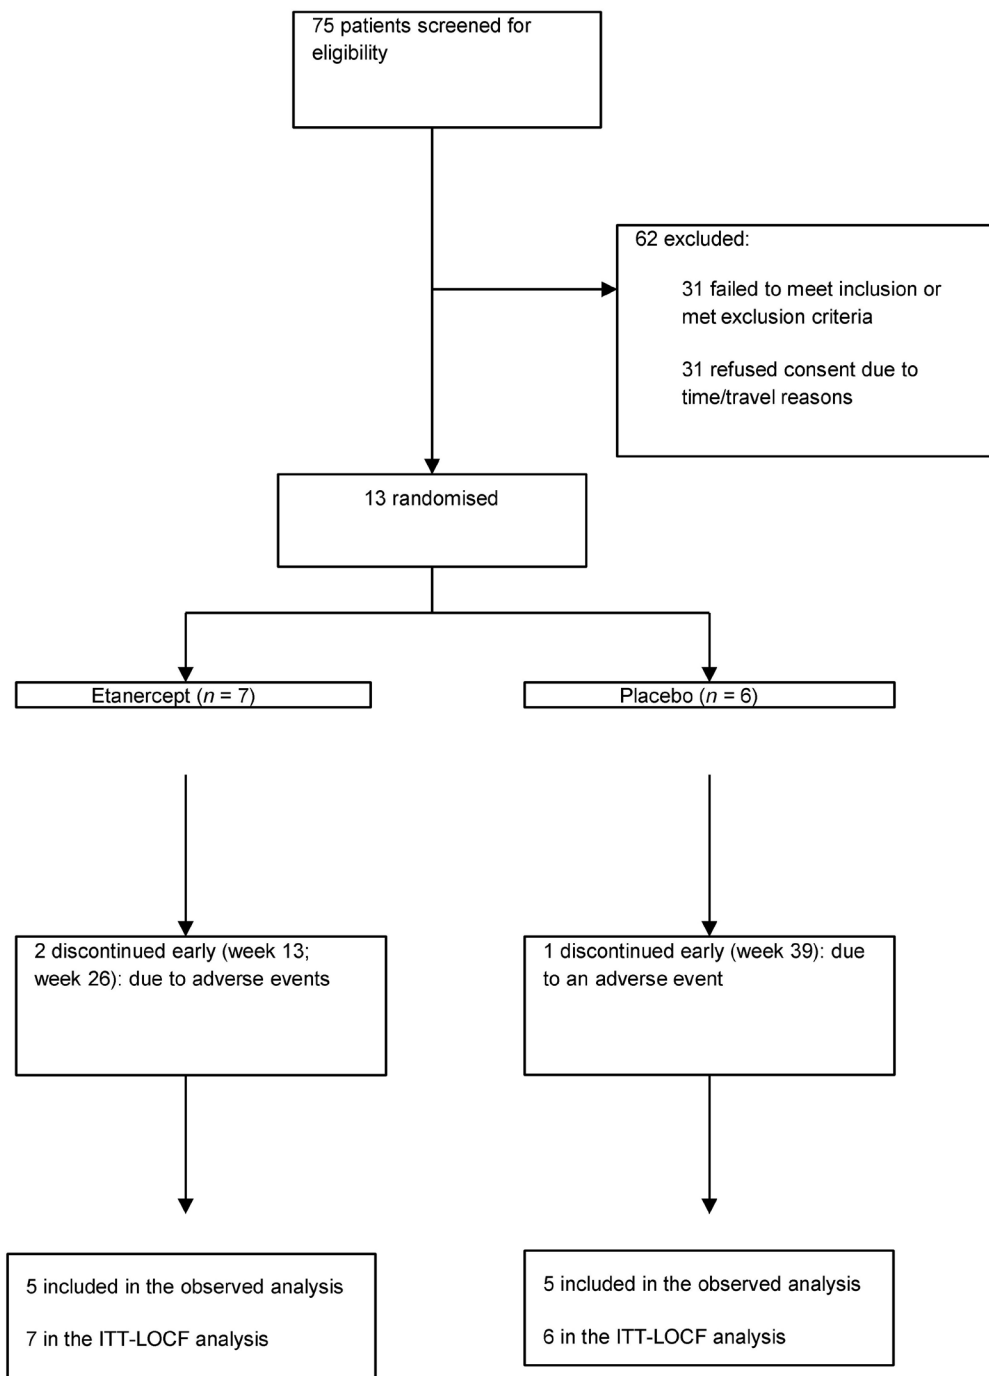 75 patients screened for
eligibility
62 excluded:
31 failed to meet inclusion or
met exclusion criteria
31 refused consent due to
time/travel reasons
13 randomised
Etanercept (n = 7)
Placebo (n = 6)
2 discontinued early (week 13;
week 26): due to adverse events
1 discontinued early (week 39): due
to an adverse event
5 included in the observed analysis
7 in the ITT-LOCF analysis
5 included in the observed analysis
6 in the ITT-LOCF analysis